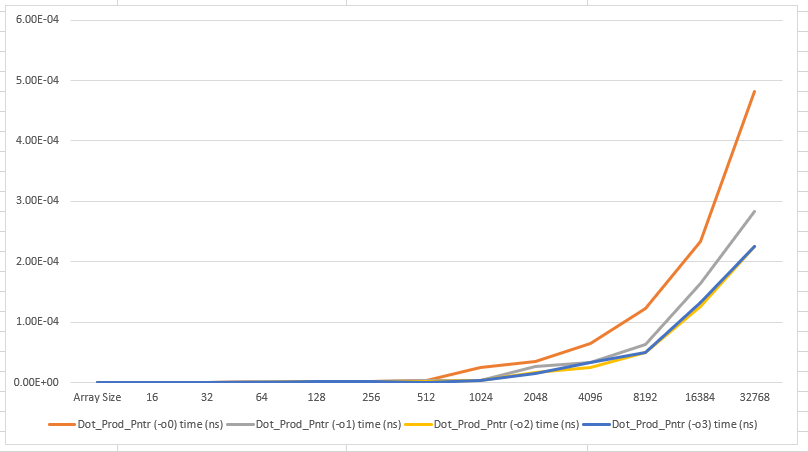 6.00E-04
5.00E-04
4.00E-04
3.00E-04
2.00E-04
1.00E-04
0.00E+00
Array Size 16 32 64 128 256 512 1024 2048 4096 8192 16384 32768
Dot_Prod_Pntr (-o0) time (ns) Dot_Prod_Pntr (-o1) time (ns) Dot_Prod_Pntr (-o2) time (ns) Dot_Prod_Pntr (-o3) time (ns)